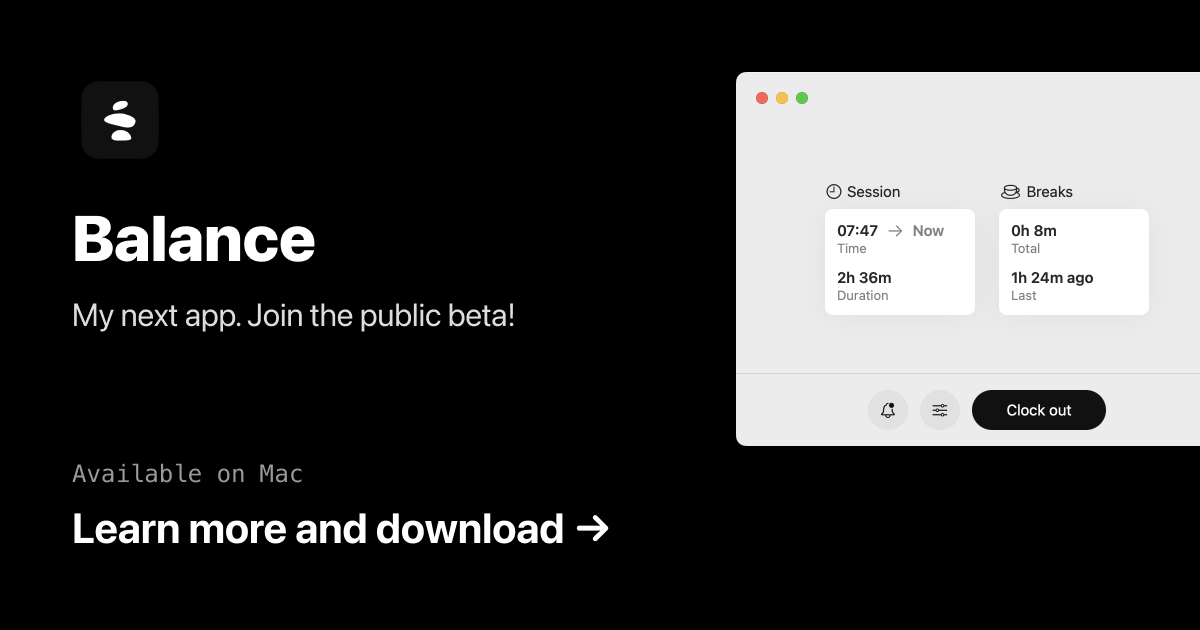 Balance
My next app. Join the public beta!
Available on Mac
Learn more and download →
Session
07:47 → Now
Time
2h 36m
Duration
Breaks
0h 8m
Total
1h 24m ago
Last
Clock out